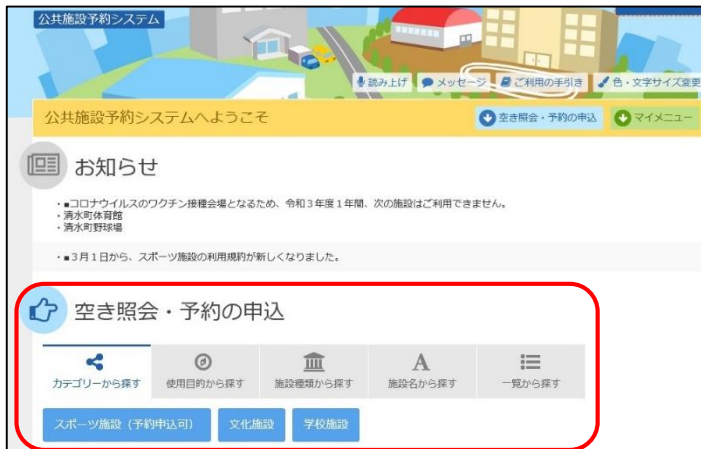 公共施設予約システム
読み上げ メッセージ ご利用の手引き 色・文字サイズ変更
公共施設予約システムへようこそ 空き照会・予約の申込 マイメニュー
お知らせ
・■コロナウイルスのワクチン接種会場となるため、令和3年度1年間、次の施設はご利用できません。
・清水町体育館
・清水町野球場
・■3月1日から、スポーツ施設の利用規約が新しくなりました。
空き照会・予約の申込
カテゴリーから探す 使用目的から探す 施設種類から探す 施設名から探す 一覧から探す
スポーツ施設(予約申込可) 文化施設 学校施設